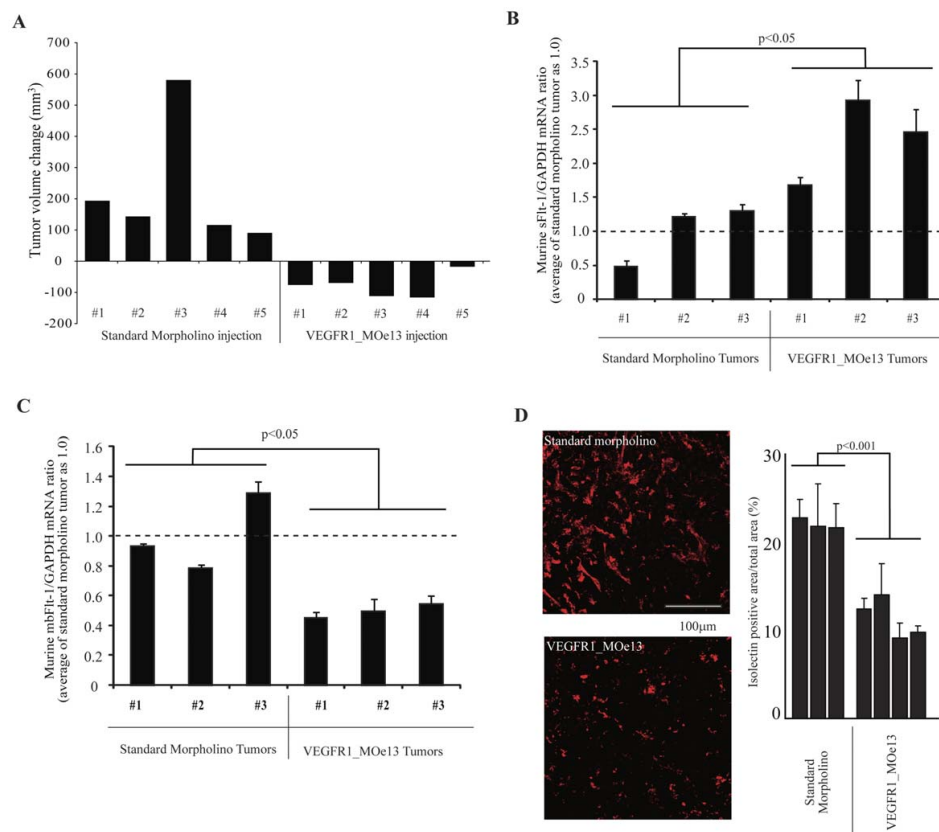 A
Tumor volume change (mm³)
700
600
500
400
300
200
100
0
-100
-200
#1 #2 #3 #4 #5 #1 #2 #3 #4 #5
Standard Morpholino injection VEGFR1_MOe13 injection
B
p<0.05
Murine sFlt-1/GAPDH mRNA ratio
(average of standard morpholino tumor as 1.0)
3.5
3.0
2.5
2.0
1.5
1.0
0.5
0
#1 #2 #3 #1 #2 #3
Standard Morpholino Tumors VEGFR1_MOe13 Tumors
C
p<0.05
Murine mbFlt-1/GAPDH mRNA ratio
(average of standard morpholino tumor as 1.0)
1.6
1.4
1.2
1.0
0.8
0.6
0.4
0.2
0
#1 #2 #3 #1 #2 #3
Standard Morpholino Tumors VEGFR1_MOe13 Tumors
D
Standard morpholino
100μm
VEGFR1_MOe13
p<0.001
Isolectin positive area/total area (%)
30
20
10
0
Standard
Morpholino
VEGFR1_MOe13